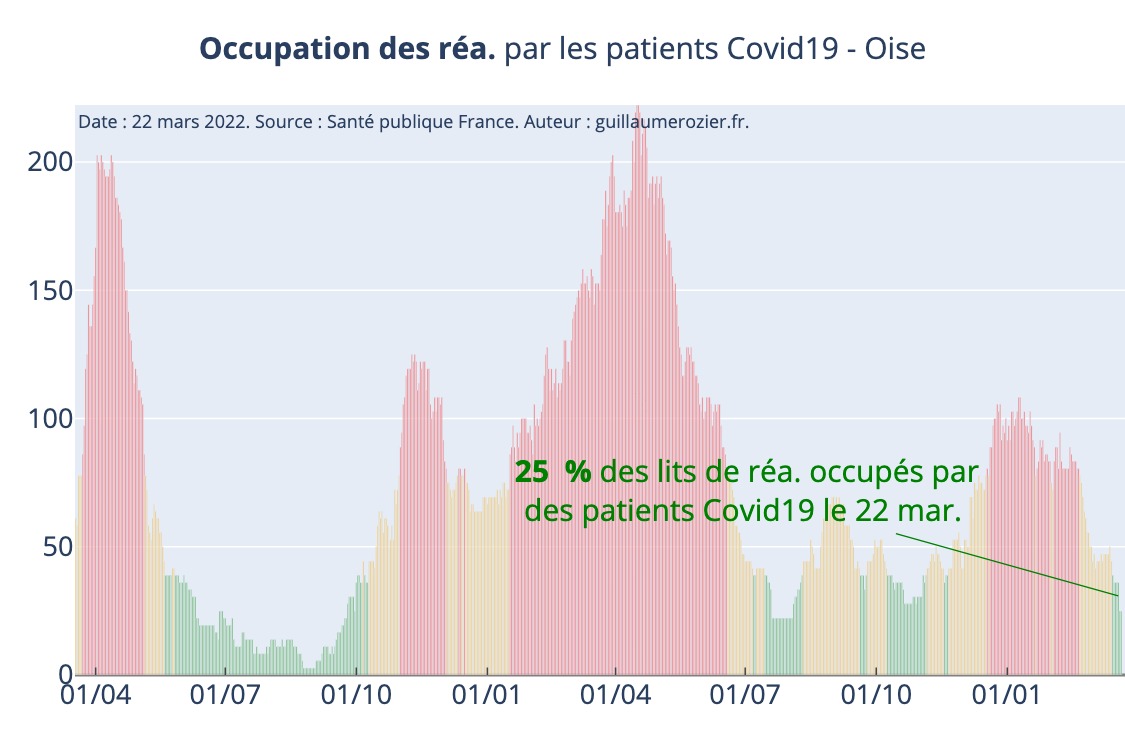 Occupation des réa. par les patients Covid19 - Oise
Date : 22 mars 2022. Source : Santé publique France. Auteur : guillaumerozier.fr.
200
150
100
25 % des lits de réa. occupés par
des patients Covid19 le 22 mar.
50
0
01/04 01/07 01/10 01/01 01/04 01/07 01/10 01/01